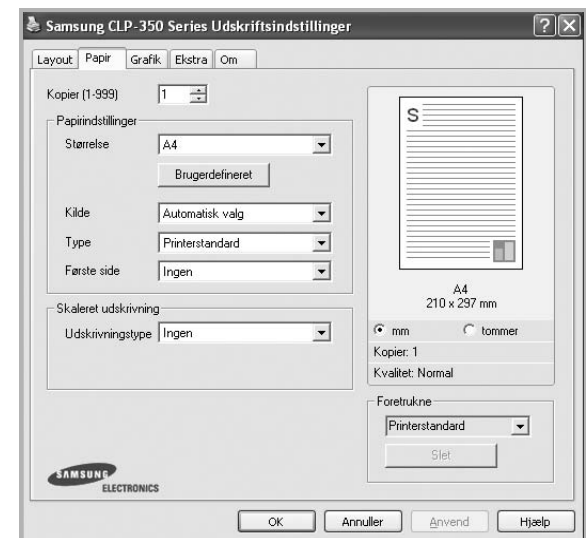 Samsung CLP-350 Series Udskriftsindstillinger
Layout Papir Grafik Ekstra Om
Kopier (1-999) 1
Papirindstillinger
Størrelse A4
Brugerdefineret
Kilde Automatisk valg
Type Printerstandard
Første side Ingen
Skaleret udskrivning
Udskrivningstype Ingen
S
A4
210 x 297 mm
mm tommer
Kopier: 1
Kvalitet: Normal
Foretrukne
Printerstandard
Slet
SAMSUNG
ELECTRONICS
OK Annuller Anvend Hjælp